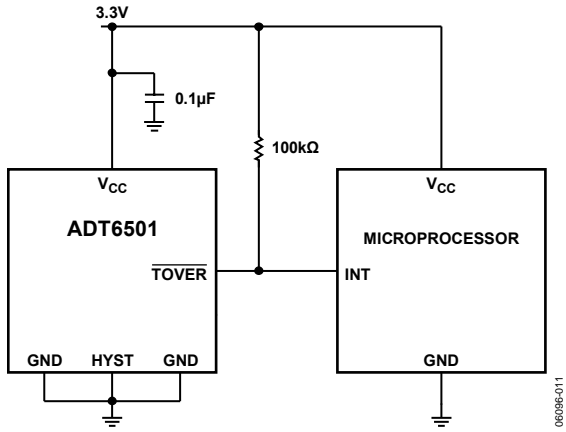 3.3V
0.1µF
100kΩ
VCC
ADT6501
TOVER
GND HYST GND
VCC
MICROPROCESSOR
INT
GND
06096-011